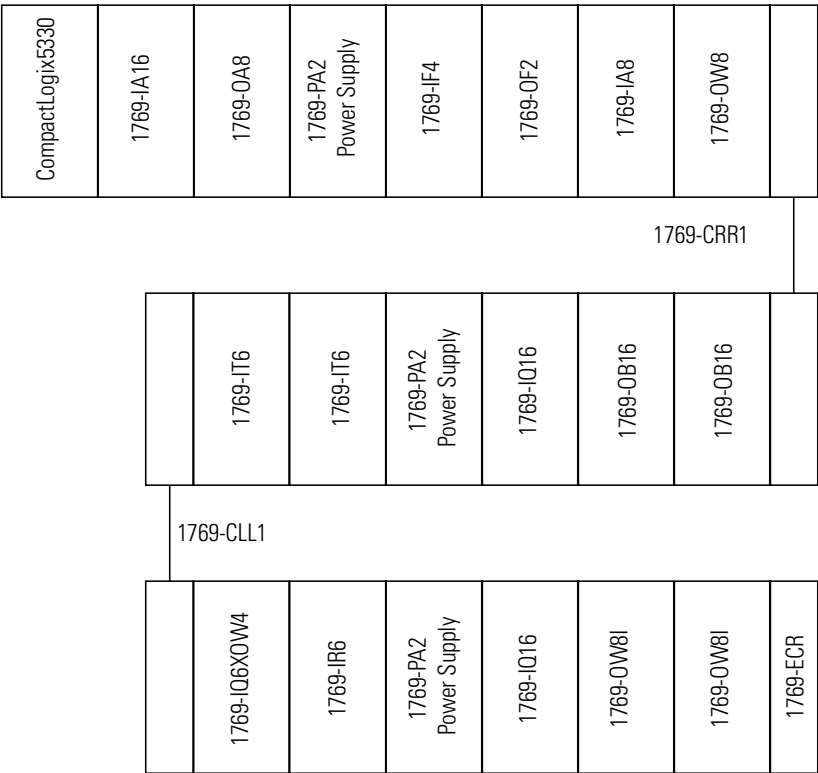 CompactLogix5330
1769-IA16
1769-OA8
1769-PA2
Power Supply
1769-IF4
1769-OF2
1769-IA8
1769-OW8
1769-CRR1
1769-IT6
1769-IT6
1769-PA2
Power Supply
1769-IQ16
1769-OB16
1769-OB16
1769-CLL1
1769-IQ6XOW4
1769-IR6
1769-PA2
Power Supply
1769-IQ16
1769-OW8I
1769-OW8I
1769-ECR